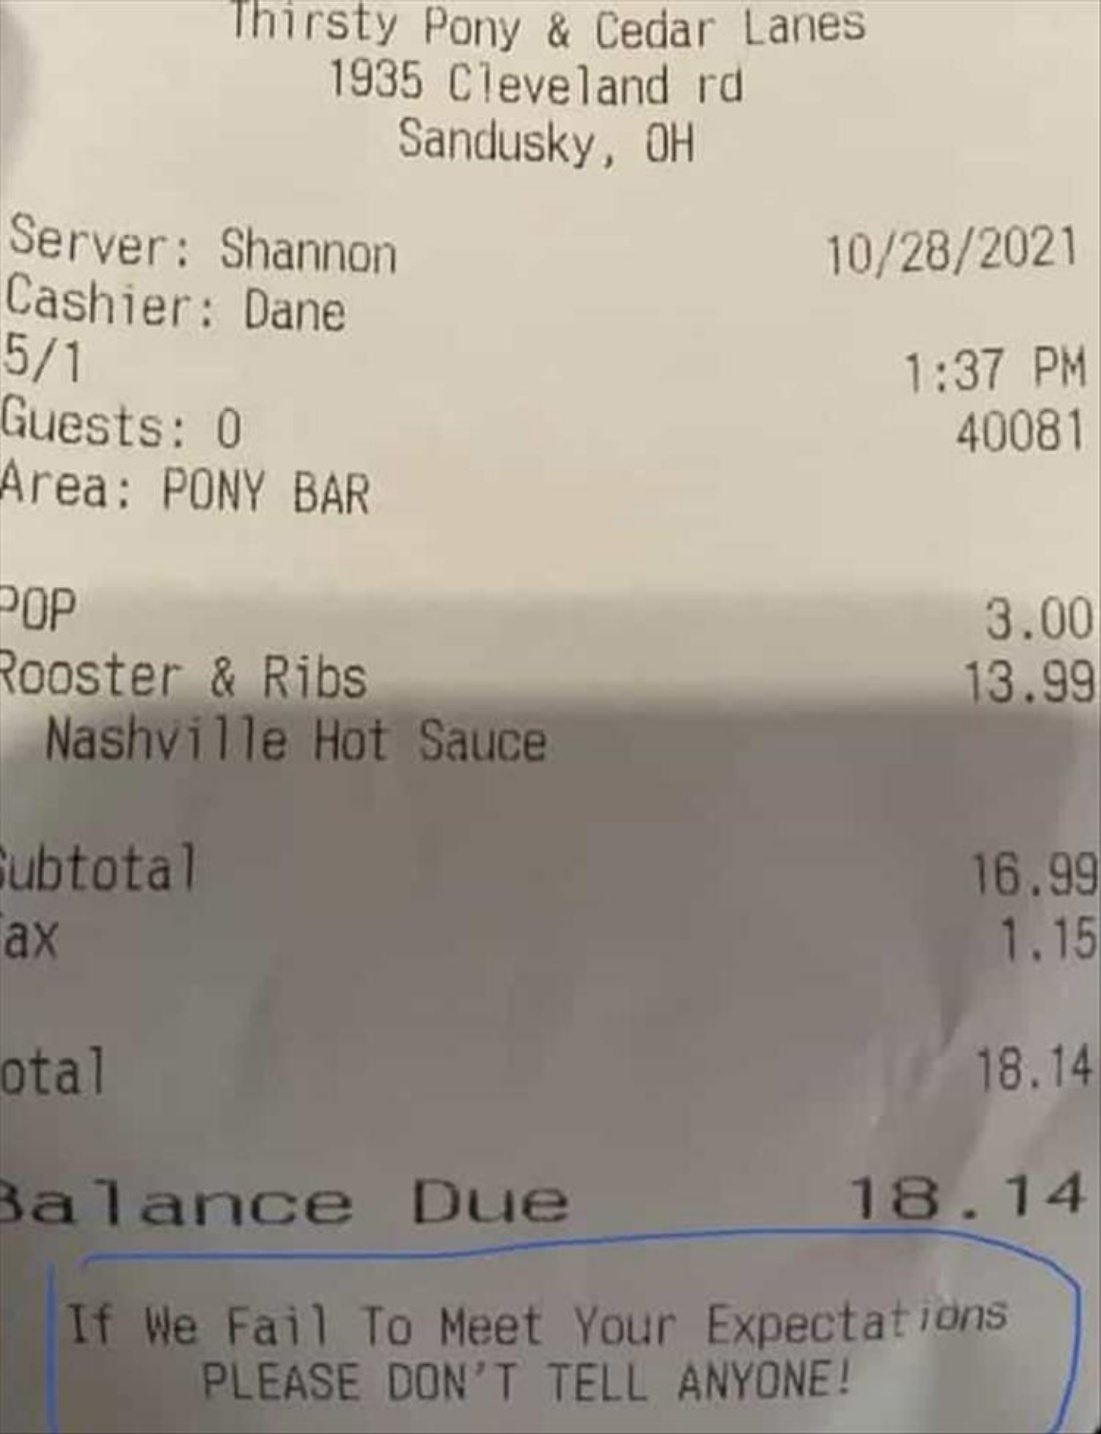 Thirsty Pony & Cedar Lanes
1935 Cleveland rd
Sandusky, OH
Server: Shannon 10/28/2021
Cashier: Dane
5/1 1:37 PM
Guests: 0 40081
Area: PONY BAR
POP 3.00
Rooster & Ribs 13.99
Nashville Hot Sauce
Subtotal 16.99
Tax 1.15
Total 18.14
Balance Due 18.14
If We Fail To Meet Your Expectations
PLEASE DON'T TELL ANYONE!